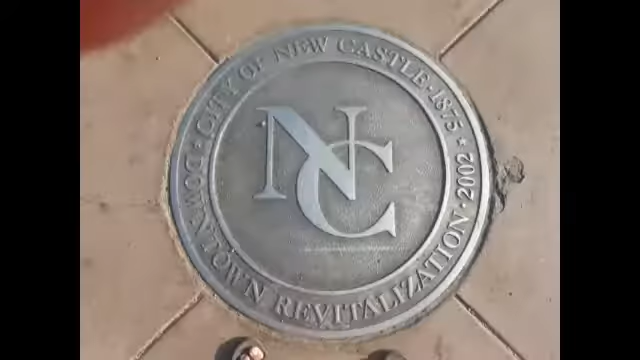 CITY OF NEW CASTLE · 1875 *
DOWNTOWN REVITALIZATION · 2002
NC